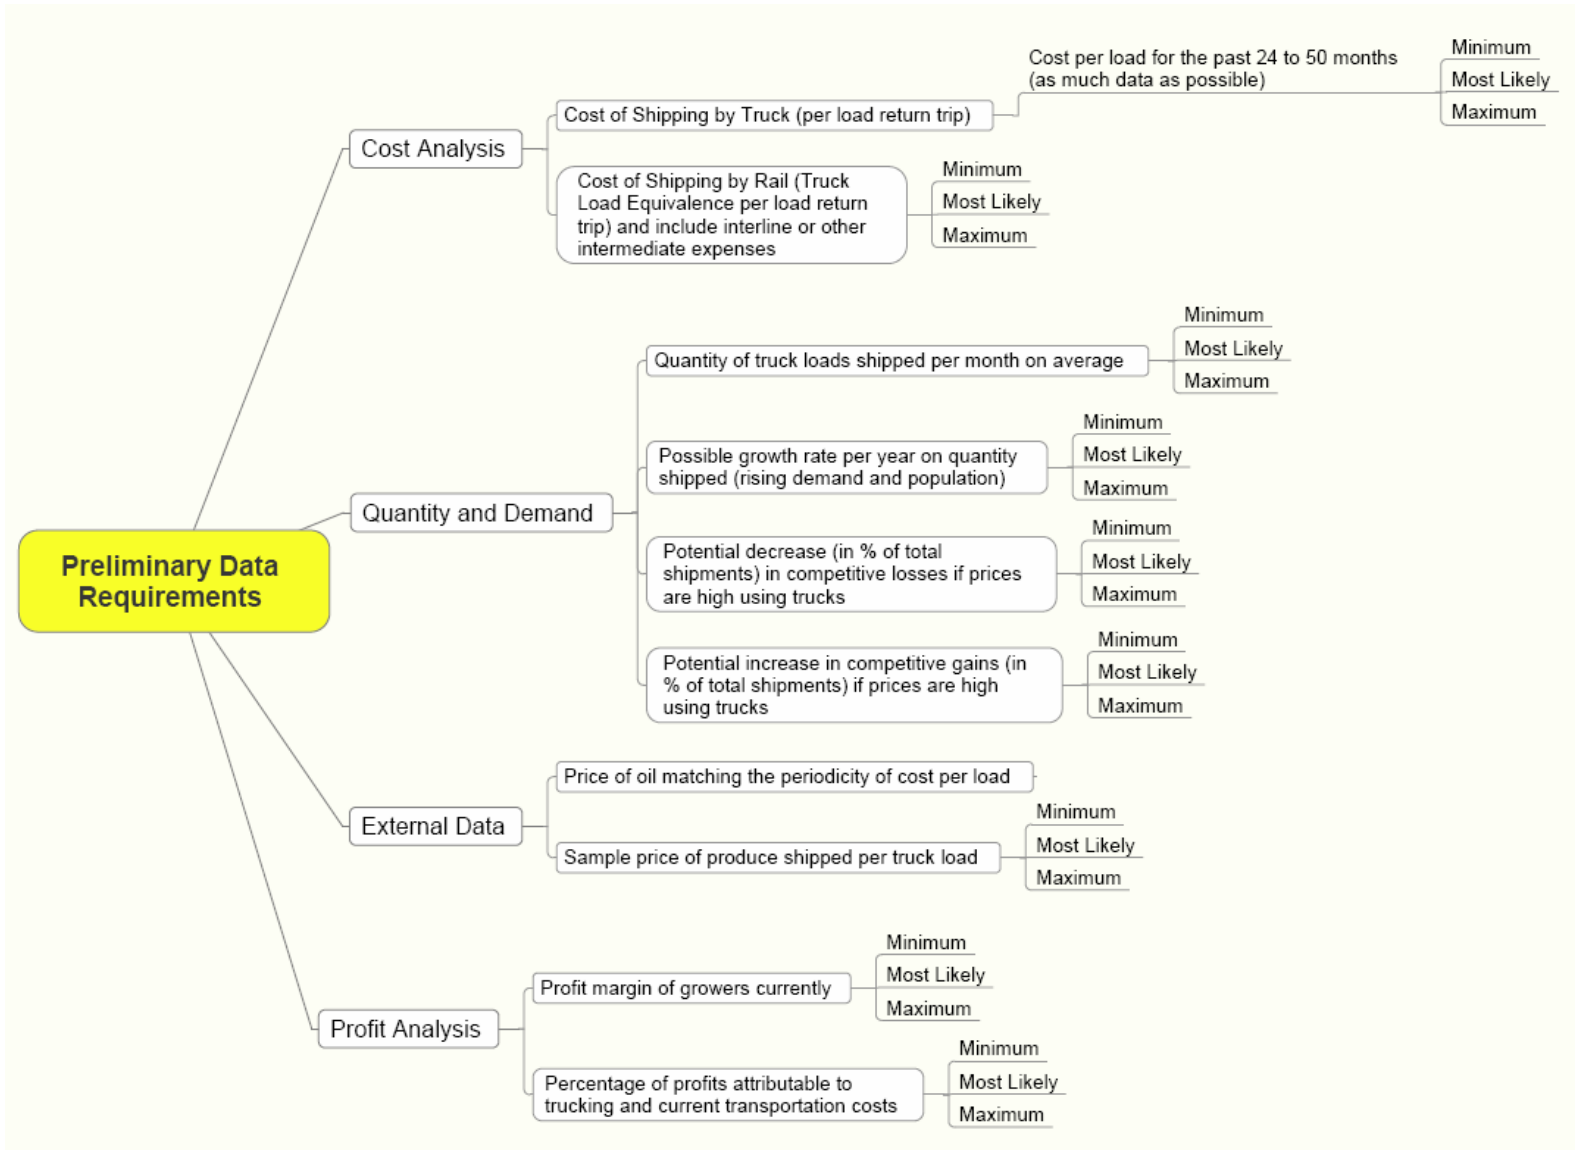 Preliminary Data
Requirements
Cost Analysis
Cost of Shipping by Truck (per load return trip)
Cost per load for the past 24 to 50 months
(as much data as possible)
Minimum
Most Likely
Maximum
Cost of Shipping by Rail (Truck
Load Equivalence per load return
trip) and include interline or other
intermediate expenses
Minimum
Most Likely
Maximum
Quantity and Demand
Quantity of truck loads shipped per month on average
Minimum
Most Likely
Maximum
Possible growth rate per year on quantity
shipped (rising demand and population)
Minimum
Most Likely
Maximum
Potential decrease (in % of total
shipments) in competitive losses if prices
are high using trucks
Minimum
Most Likely
Maximum
Potential increase in competitive gains (in
% of total shipments) if prices are high
using trucks
Minimum
Most Likely
Maximum
External Data
Price of oil matching the periodicity of cost per load
Sample price of produce shipped per truck load
Minimum
Most Likely
Maximum
Profit Analysis
Profit margin of growers currently
Minimum
Most Likely
Maximum
Percentage of profits attributable to
trucking and current transportation costs
Minimum
Most Likely
Maximum